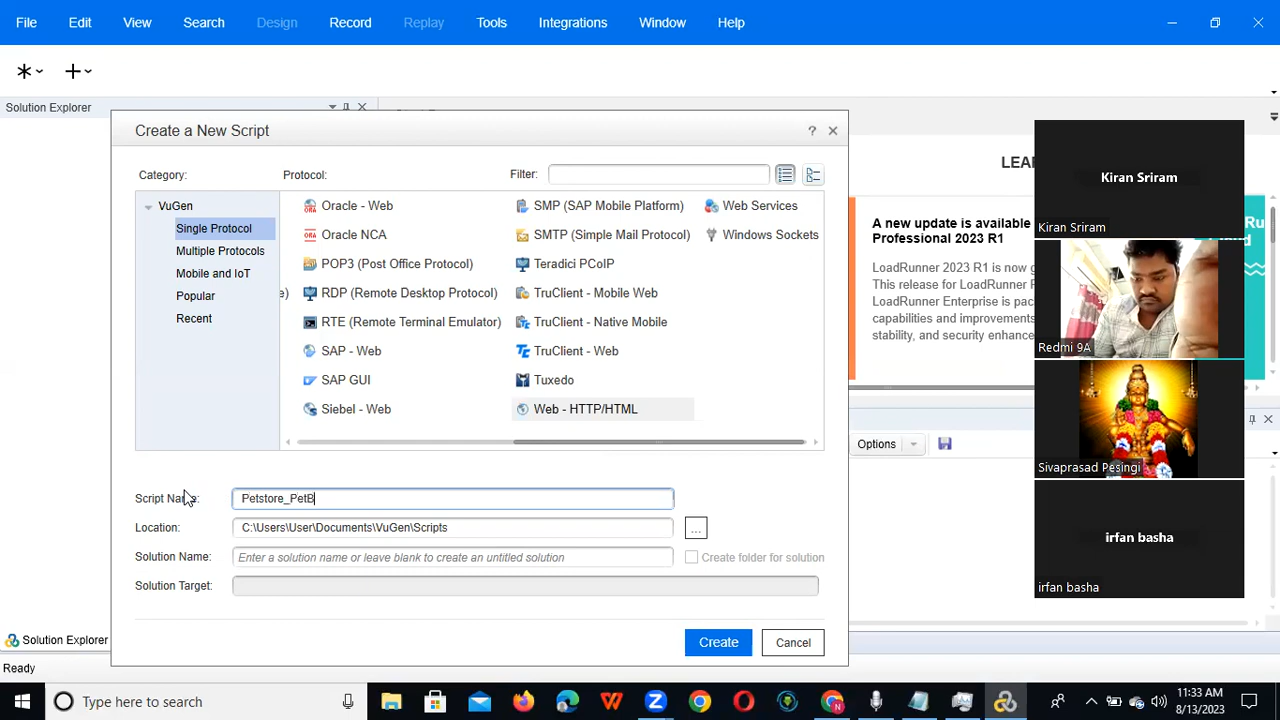 File Edit View Search Design Record Replay Tools Integrations Window Help
Solution Explorer
Create a New Script
?
Category:
Protocol:
Filter:
VuGen
Single Protocol
Multiple Protocols
Mobile and IoT
Popular
Recent
e)
Oracle - Web
Oracle NCA
POP3 (Post Office Protocol)
RDP (Remote Desktop Protocol)
RTE (Remote Terminal Emulator)
SAP - Web
SAP GUI
Siebel - Web
SMP (SAP Mobile Platform)
SMTP (Simple Mail Protocol)
Teradici PCoIP
TruClient - Mobile Web
TruClient - Native Mobile
TruClient - Web
Tuxedo
Web - HTTP/HTML
Web Services
Windows Sockets
Script Name:
Petstore_PetB
Location:
C:\Users\User\Documents\VuGen\Scripts
...
Solution Name:
Enter a solution name or leave blank to create an untitled solution
Create folder for solution
Solution Target:
Create
Cancel
LEA
A new update is available
Professional 2023 R1
LoadRunner 2023 R1 is now
This release for LoadRunner
LoadRunner Enterprise is pac
capabilities and improvements
stability, and security enhance
Ru
Options
Kiran Sriram
Kiran Sriram
Redmi 9A
Sivaprasad Pesingi
irfan basha
irfan basha
Solution Explorer
Ready
Type here to search
11:33 AM
8/13/2023